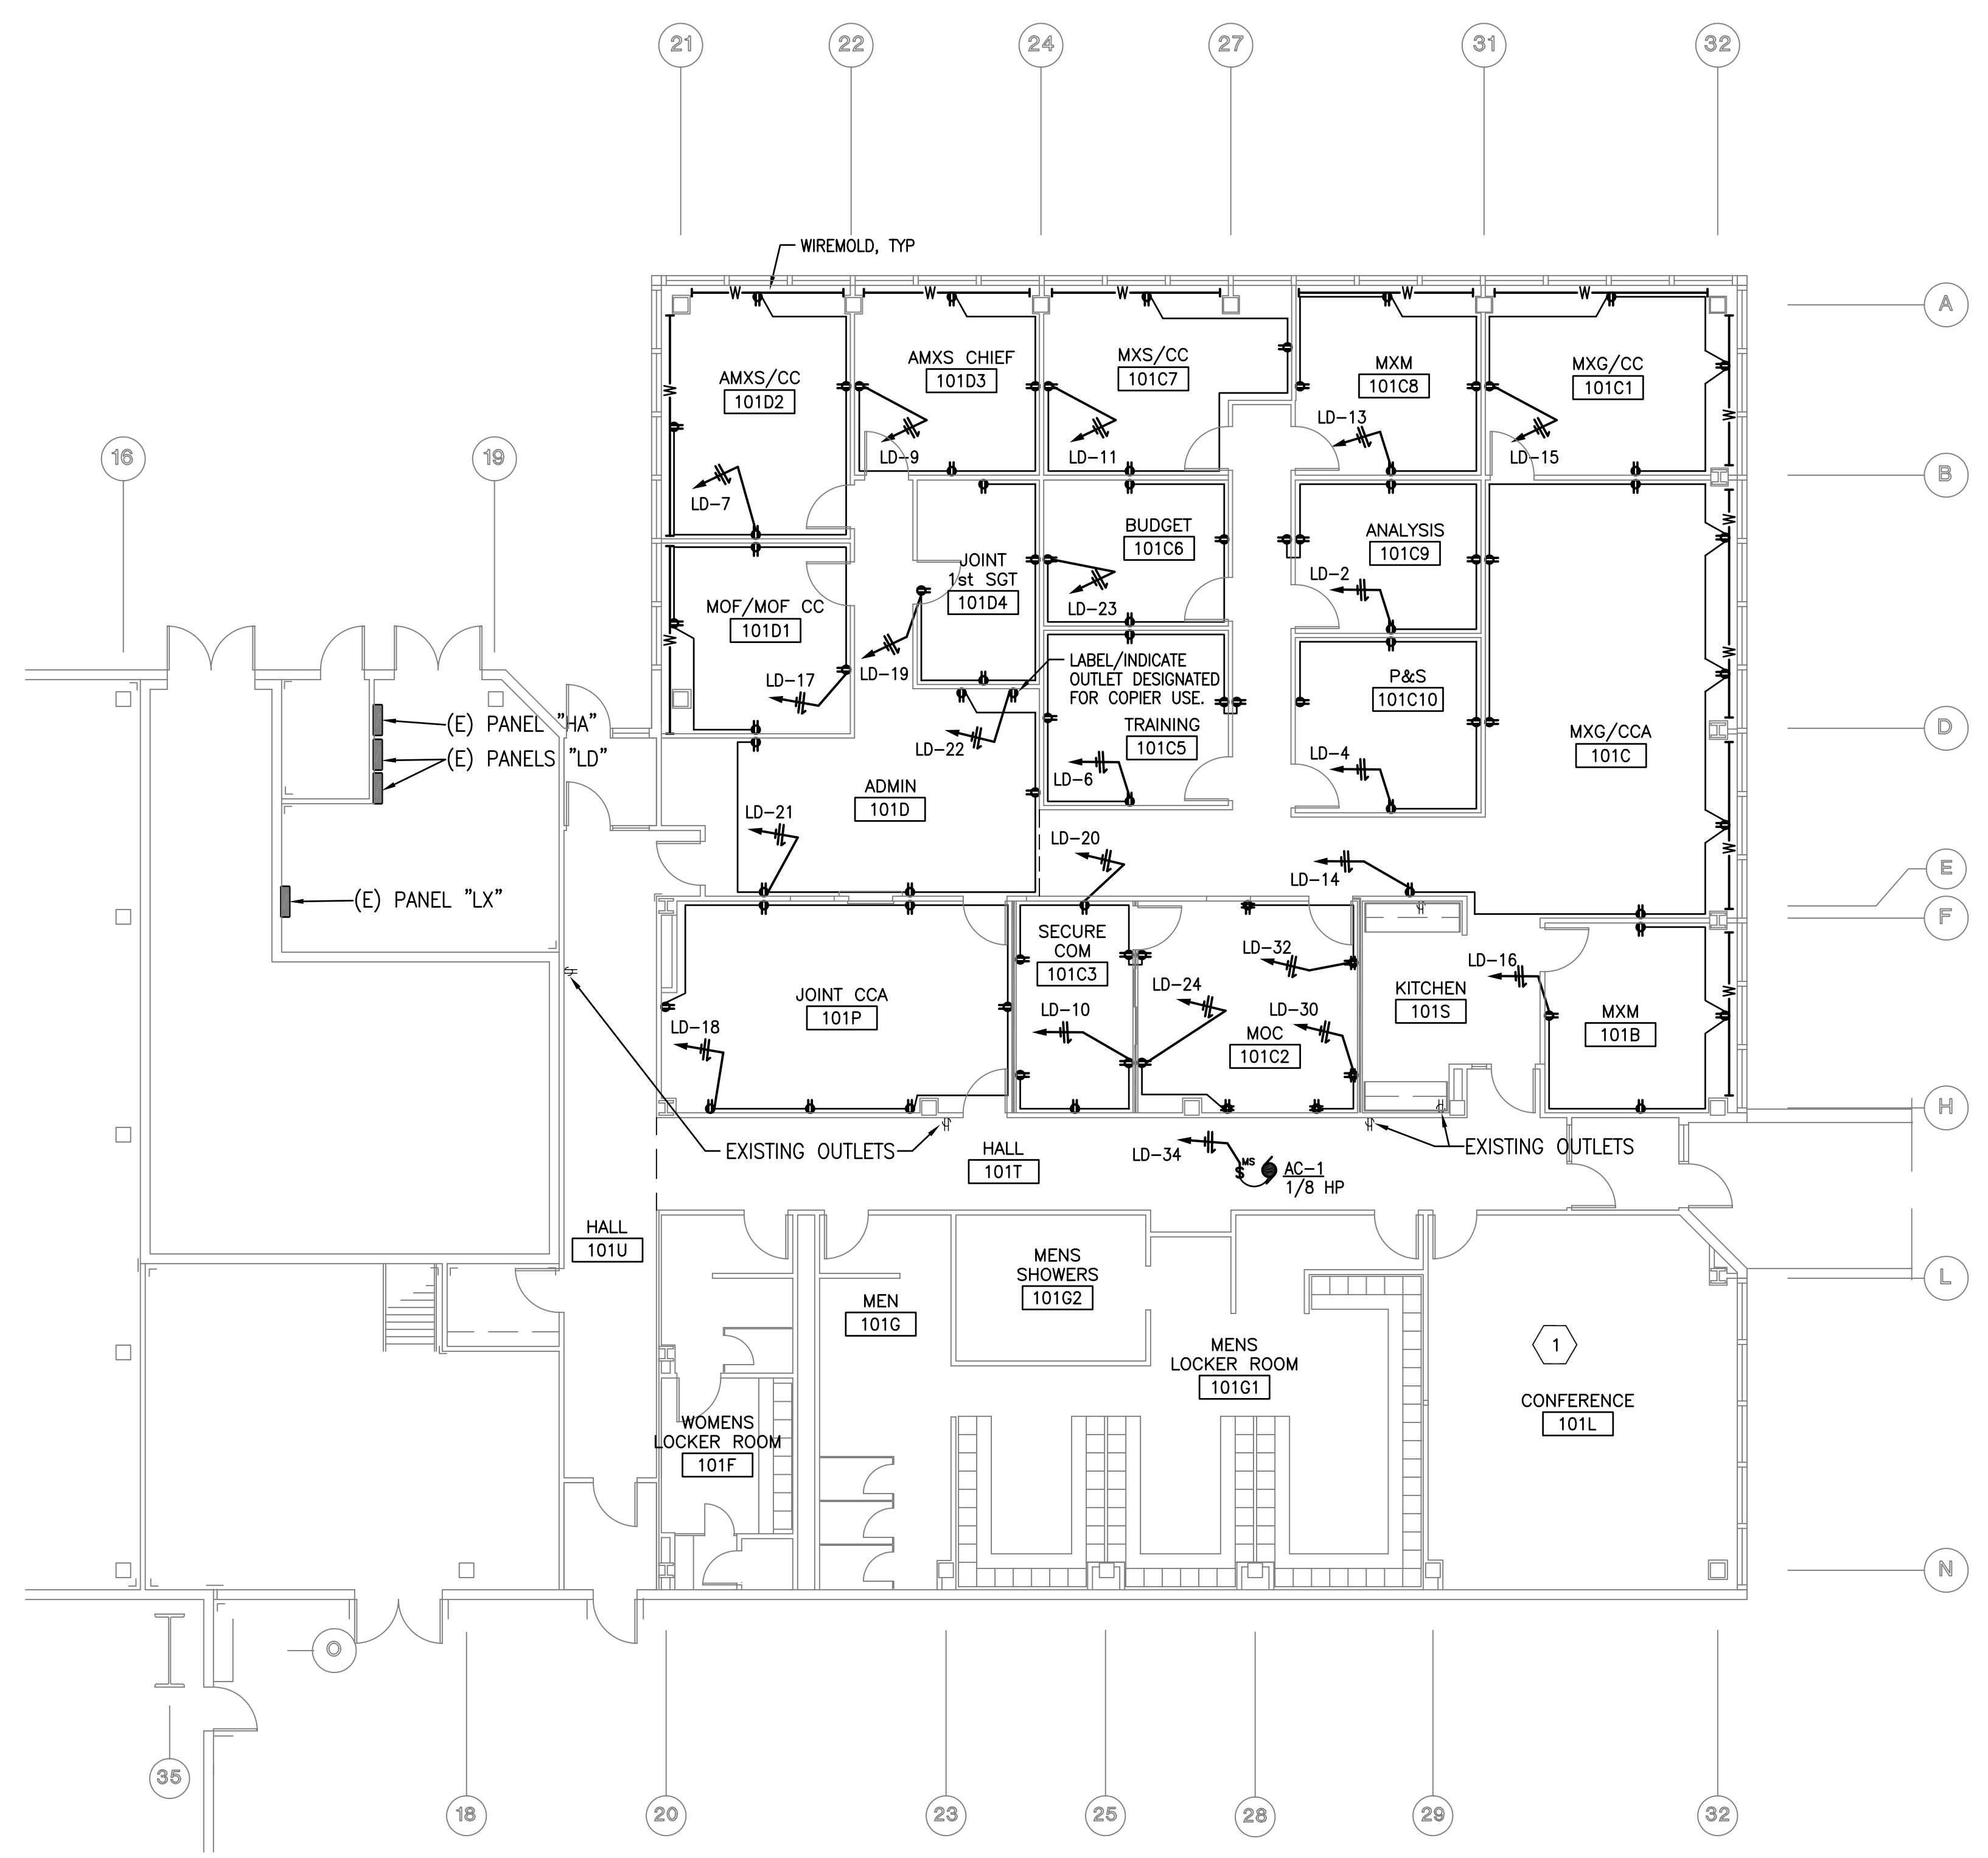 21
22
24
27
31
32
WIREMOLD, TYP
W
W
W
W
W
A
AMXS/CC
101D2
AMXS CHIEF
101D3
MXS/CC
101C7
MXM
101C8
MXG/CC
101C1
W
W
LD-9
LD-11
LD-13
LD-15
16
19
B
LD-7
W
BUDGET
101C6
ANALYSIS
101C9
JOINT
1st SGT
101D4
LD-2
LD-23
MOF/MOF CC
101D1
W
W
LD-19
LD-17
LABEL/INDICATE
OUTLET DESIGNATED
FOR COPIER USE.
P&S
101C10
(E) PANEL "HA"
(E) PANELS "LD"
LD-22
TRAINING
101C5
LD-4
LD-6
MXG/CCA
101C
D
ADMIN
101D
LD-21
LD-20
LD-14
W
E
(E) PANEL "LX"
F
SECURE
COM
101C3
LD-32
LD-16
JOINT CCA
101P
LD-24
KITCHEN
101S
W
LD-18
LD-10
LD-30
MOC
101C2
MXM
101B
H
EXISTING OUTLETS
HALL
101T
LD-34
MS
$
AC-1
1/8 HP
EXISTING OUTLETS
HALL
101U
MENS
SHOWERS
101G2
L
MEN
101G
MENS
LOCKER ROOM
101G1
1
CONFERENCE
101L
WOMENS
LOCKER ROOM
101F
N
O
35
18
20
23
25
28
29
32